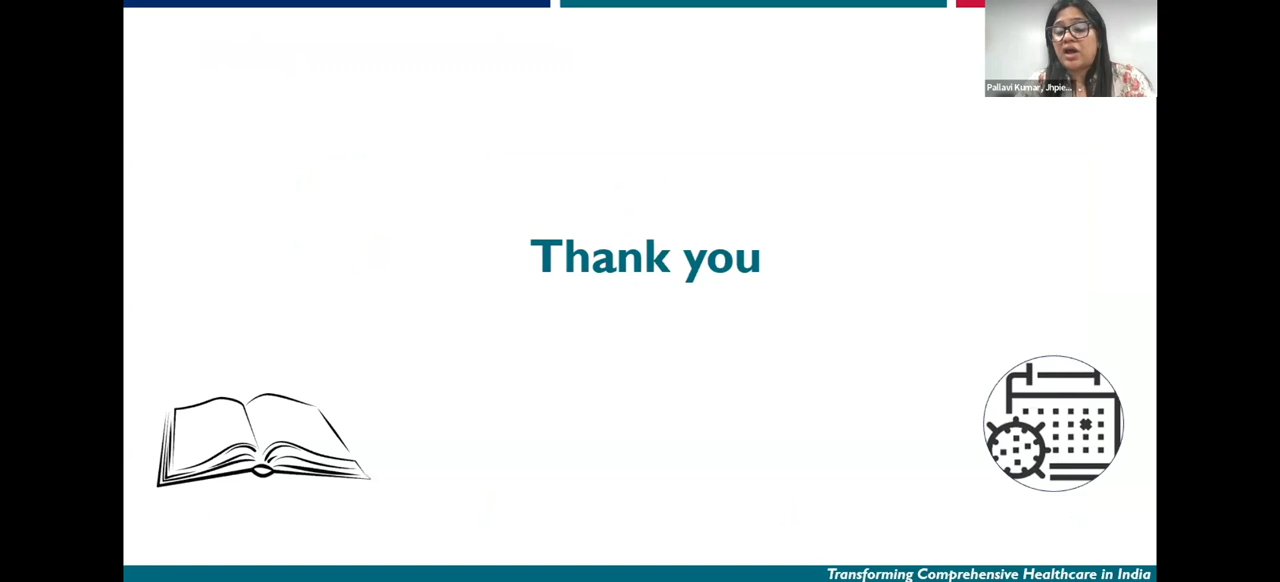 Pallavi Kumar, Jhpie...
Thank you
Transforming Comprehensive Healthcare in India